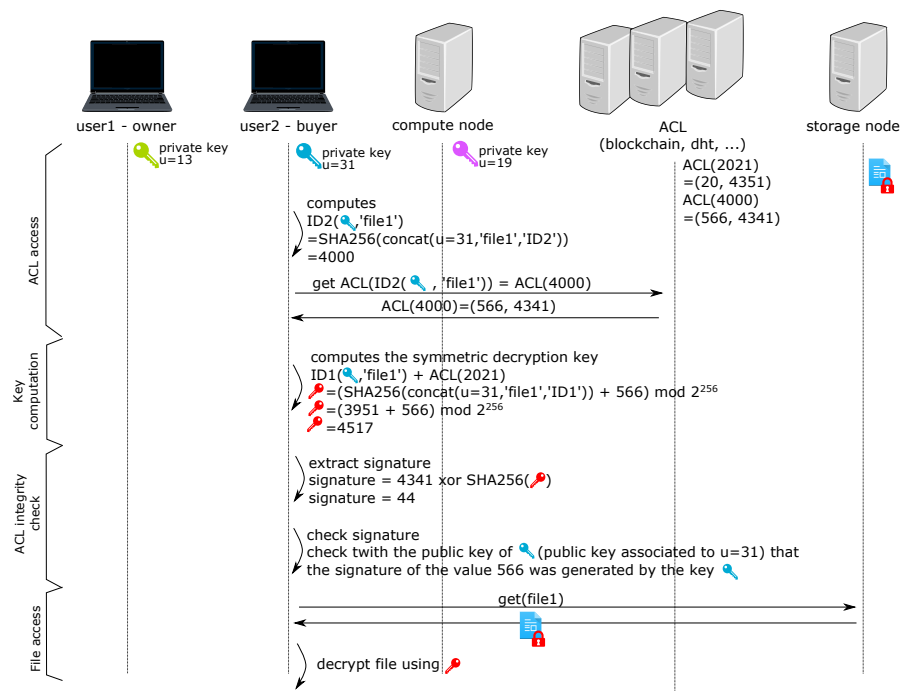 user1 - owner
user2 - buyer
compute node
ACL
(blockchain, dht, ...)
storage node
private key
u=13
private key
u=31
private key
u=19
ACL(2021)
=(20, 4351)
ACL(4000)
=(566, 4341)
ACL access
computes
ID2( ,'file1')
=SHA256(concat(u=31,'file1','ID2'))
=4000
get ACL(ID2( , 'file1')) = ACL(4000)
ACL(4000)=(566, 4341)
Key
computation
computes the symmetric decryption key
ID1( ,'file1') + ACL(2021)
=(SHA256(concat(u=31,'file1','ID1')) + 566) mod 2²⁵⁶
=(3951 + 566) mod 2²⁵⁶
=4517
ACL integrity
check
extract signature
signature = 4341 xor SHA256( )
signature = 44
check signature
check twith the public key of (public key associated to u=31) that
the signature of the value 566 was generated by the key
File access
get(file1)
decrypt file using